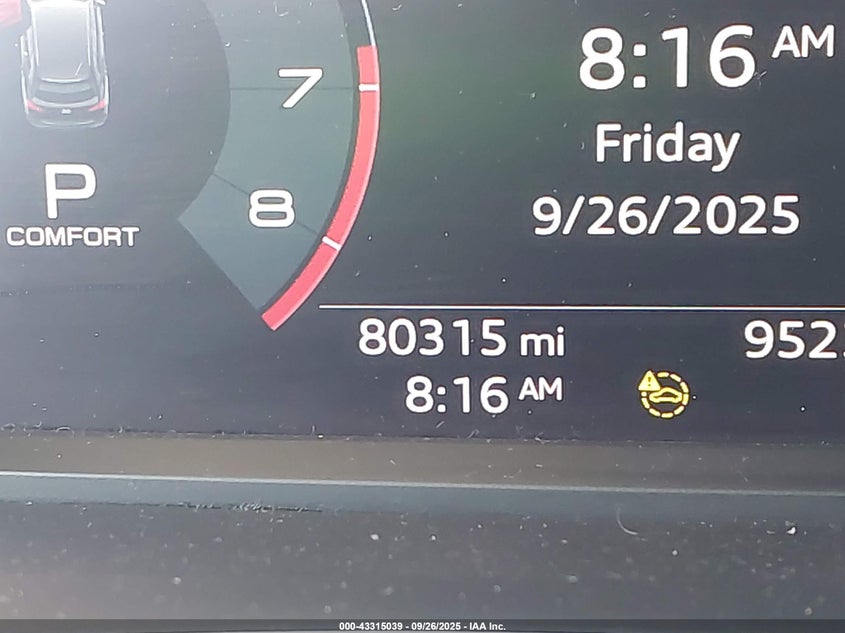 7
8
P
COMFORT
8:16 AM
Friday
9/26/2025
80315 mi
952
8:16 AM
000-43315039 - 09/26/2025 - IAA Inc.